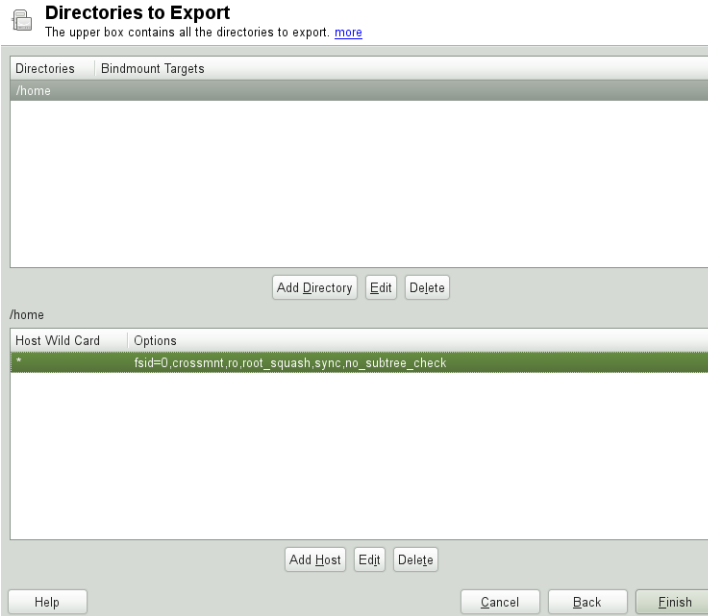 Directories to Export
The upper box contains all the directories to export. more
Directories Bindmount Targets
/home
Add Directory Edit Delete
/home
Host Wild Card Options
* fsid=0,crossmnt,ro,root_squash,sync,no_subtree_check
Add Host Edit Delete
Help Cancel Back Finish